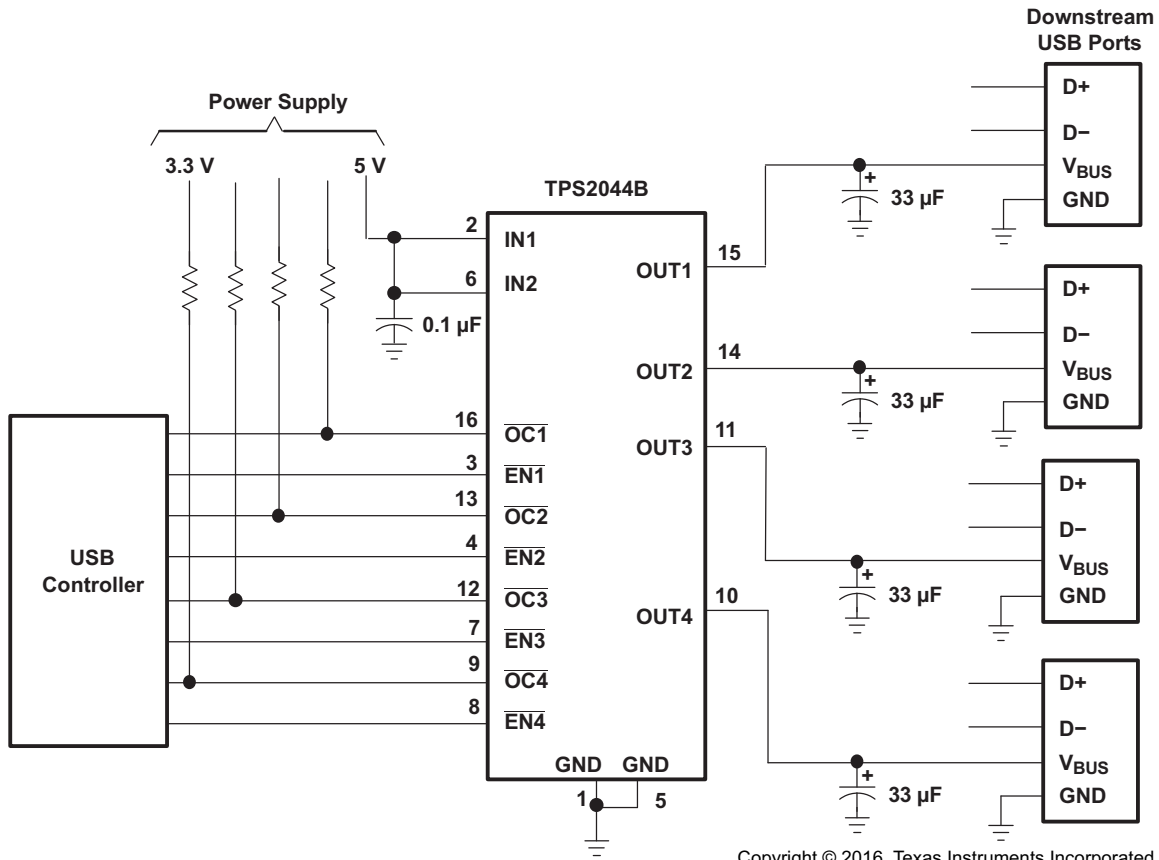 Downstream
USB Ports
Power Supply
3.3 V
5 V
TPS2044B
2
IN1
6
IN2
0.1 µF
16
OC1
3
EN1
13
OC2
4
EN2
12
OC3
7
EN3
9
OC4
8
EN4
USB
Controller
GND GND
1
5
OUT1
15
OUT2
14
OUT3
11
OUT4
10
+
33 µF
D+
D−
VBUS
GND
+
33 µF
D+
D−
VBUS
GND
+
33 µF
D+
D−
VBUS
GND
+
33 µF
D+
D−
VBUS
GND
Copyright © 2016, Texas Instruments Incorporated